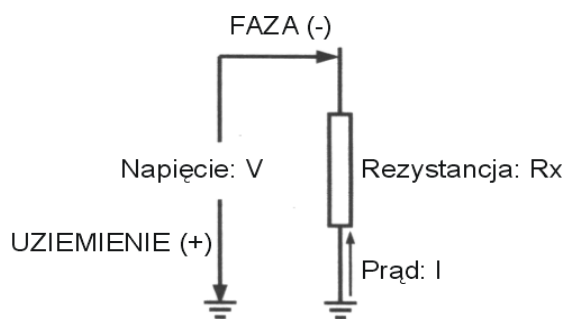 FAZA (-)
Napięcie: V
Rezystancja: Rx
UZIEMIENIE (+)
Prąd: I